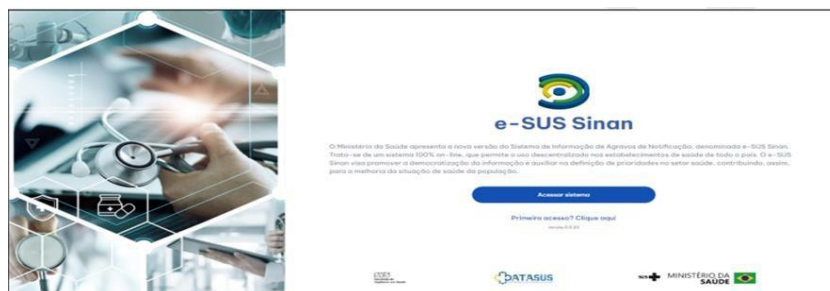 e-SUS Sinan
O Ministério da Saúde apresenta a nova versão do Sistema de Informação de Agravos de Notificação, denominada e-SUS Sinan.
Trata-se de um sistema 100% on-line, que permite o uso descentralizado nos estabelecimentos de saúde de todo o país. O e-SUS
Sinan visa promover a democratização da informação e auxiliar na definição de prioridades no setor saúde, contribuindo, assim,
para a melhoria da situação de saúde da população.
Acessar sistema
Primeiro acesso? Clique aqui
DATASUS
SUS MINISTÉRIO DA
SAÚDE